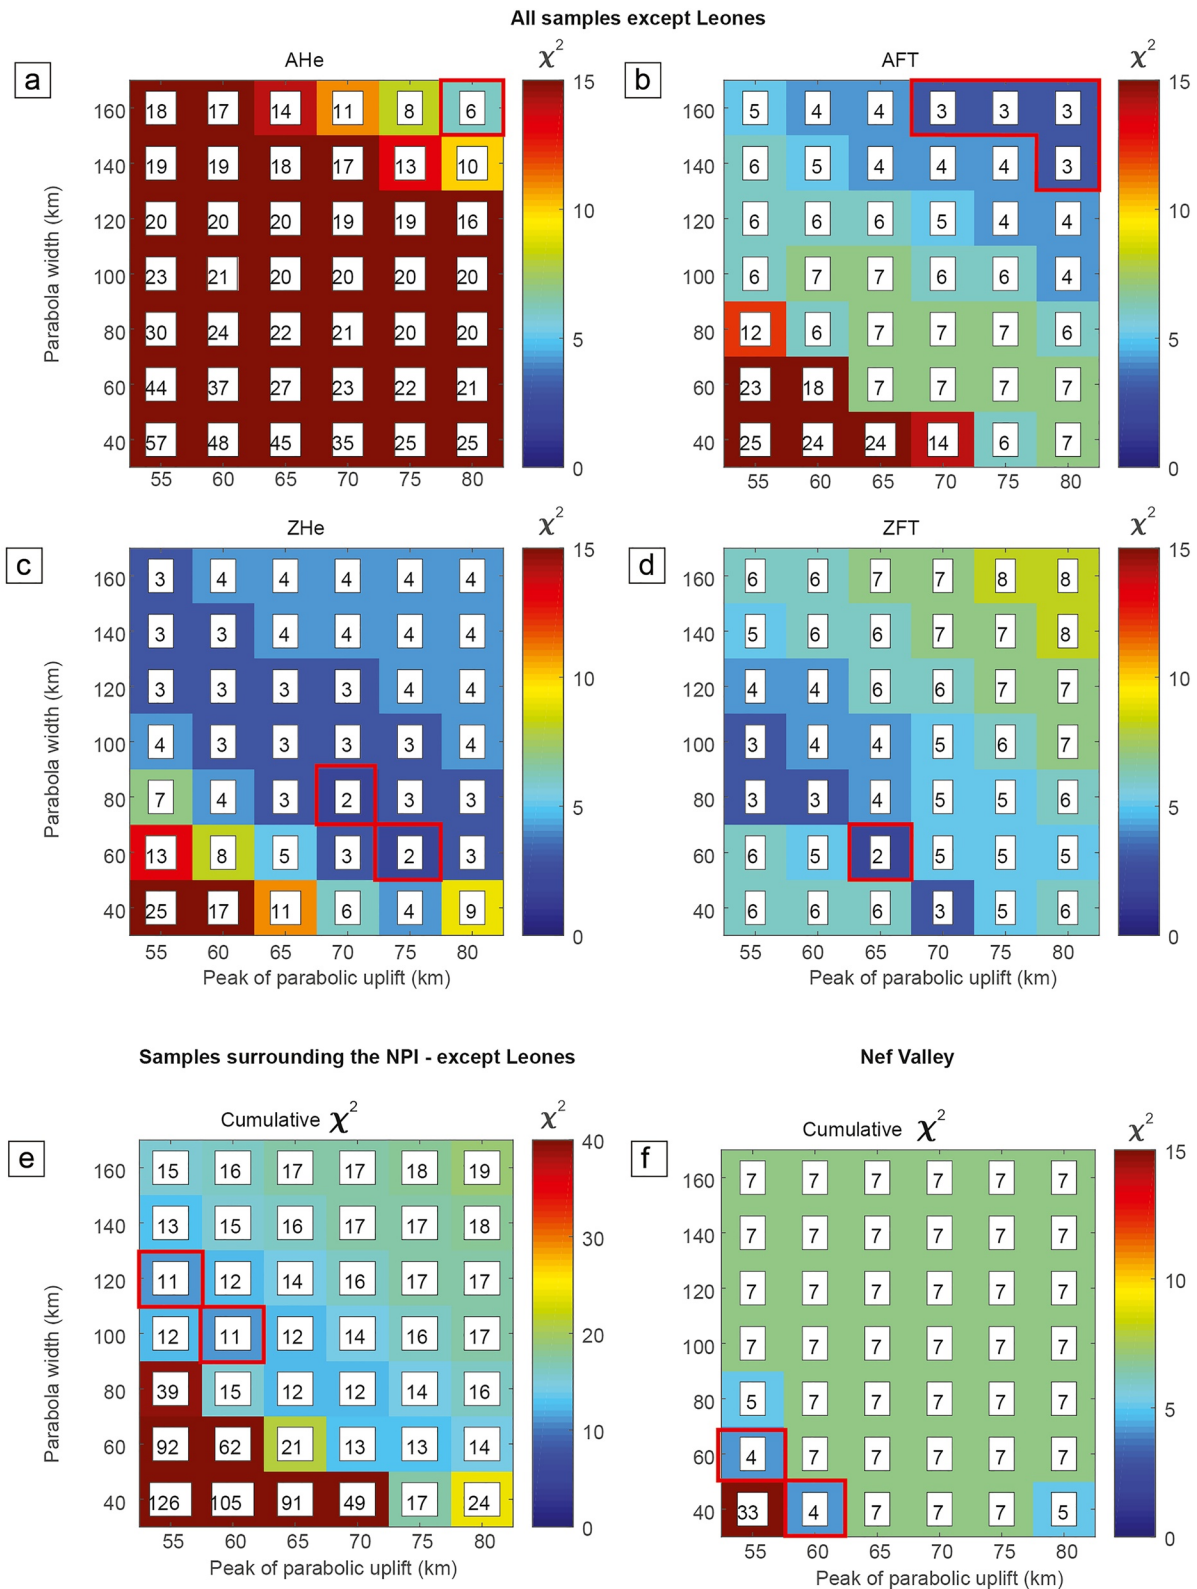 All samples except Leones
a
AHe
χ²
160 18 17 14 11 8 6
140 19 19 18 17 13 10
120 20 20 20 19 19 16
100 23 21 20 20 20 20
80 30 24 22 21 20 20
60 44 37 27 23 22 21
40 57 48 45 35 25 25
55 60 65 70 75 80
Parabola width (km)
15
10
5
0
b
AFT
χ²
160 5 4 4 3 3 3
140 6 5 4 4 4 3
120 6 6 6 5 4 4
100 6 7 7 6 6 4
80 12 6 7 7 7 6
60 23 18 7 7 7 7
40 25 24 24 14 6 7
55 60 65 70 75 80
15
10
5
0
c
ZHe
χ²
160 3 4 4 4 4 4
140 3 3 4 4 4 4
120 3 3 3 3 4 4
100 4 3 3 3 3 4
80 7 4 3 2 3 3
60 13 8 5 3 2 3
40 25 17 11 6 4 9
55 60 65 70 75 80
Peak of parabolic uplift (km)
Parabola width (km)
15
10
5
0
d
ZFT
χ²
160 6 6 7 7 8 8
140 5 6 6 7 7 8
120 4 4 6 6 7 7
100 3 4 4 5 6 7
80 3 3 4 5 5 6
60 6 5 2 5 5 5
40 6 6 6 3 5 6
55 60 65 70 75 80
Peak of parabolic uplift (km)
15
10
5
0
Samples surrounding the NPI - except Leones
e
Cumulative χ²
χ²
160 15 16 17 17 18 19
140 13 15 16 17 17 18
120 11 12 14 16 17 17
100 12 11 12 14 16 17
80 39 15 12 12 14 16
60 92 62 21 13 13 14
40 126 105 91 49 17 24
55 60 65 70 75 80
Peak of parabolic uplift (km)
Parabola width (km)
40
30
20
10
0
Nef Valley
f
Cumulative χ²
χ²
160 7 7 7 7 7 7
140 7 7 7 7 7 7
120 7 7 7 7 7 7
100 7 7 7 7 7 7
80 5 7 7 7 7 7
60 4 7 7 7 7 7
40 33 4 7 7 7 5
55 60 65 70 75 80
Peak of parabolic uplift (km)
15
10
5
0